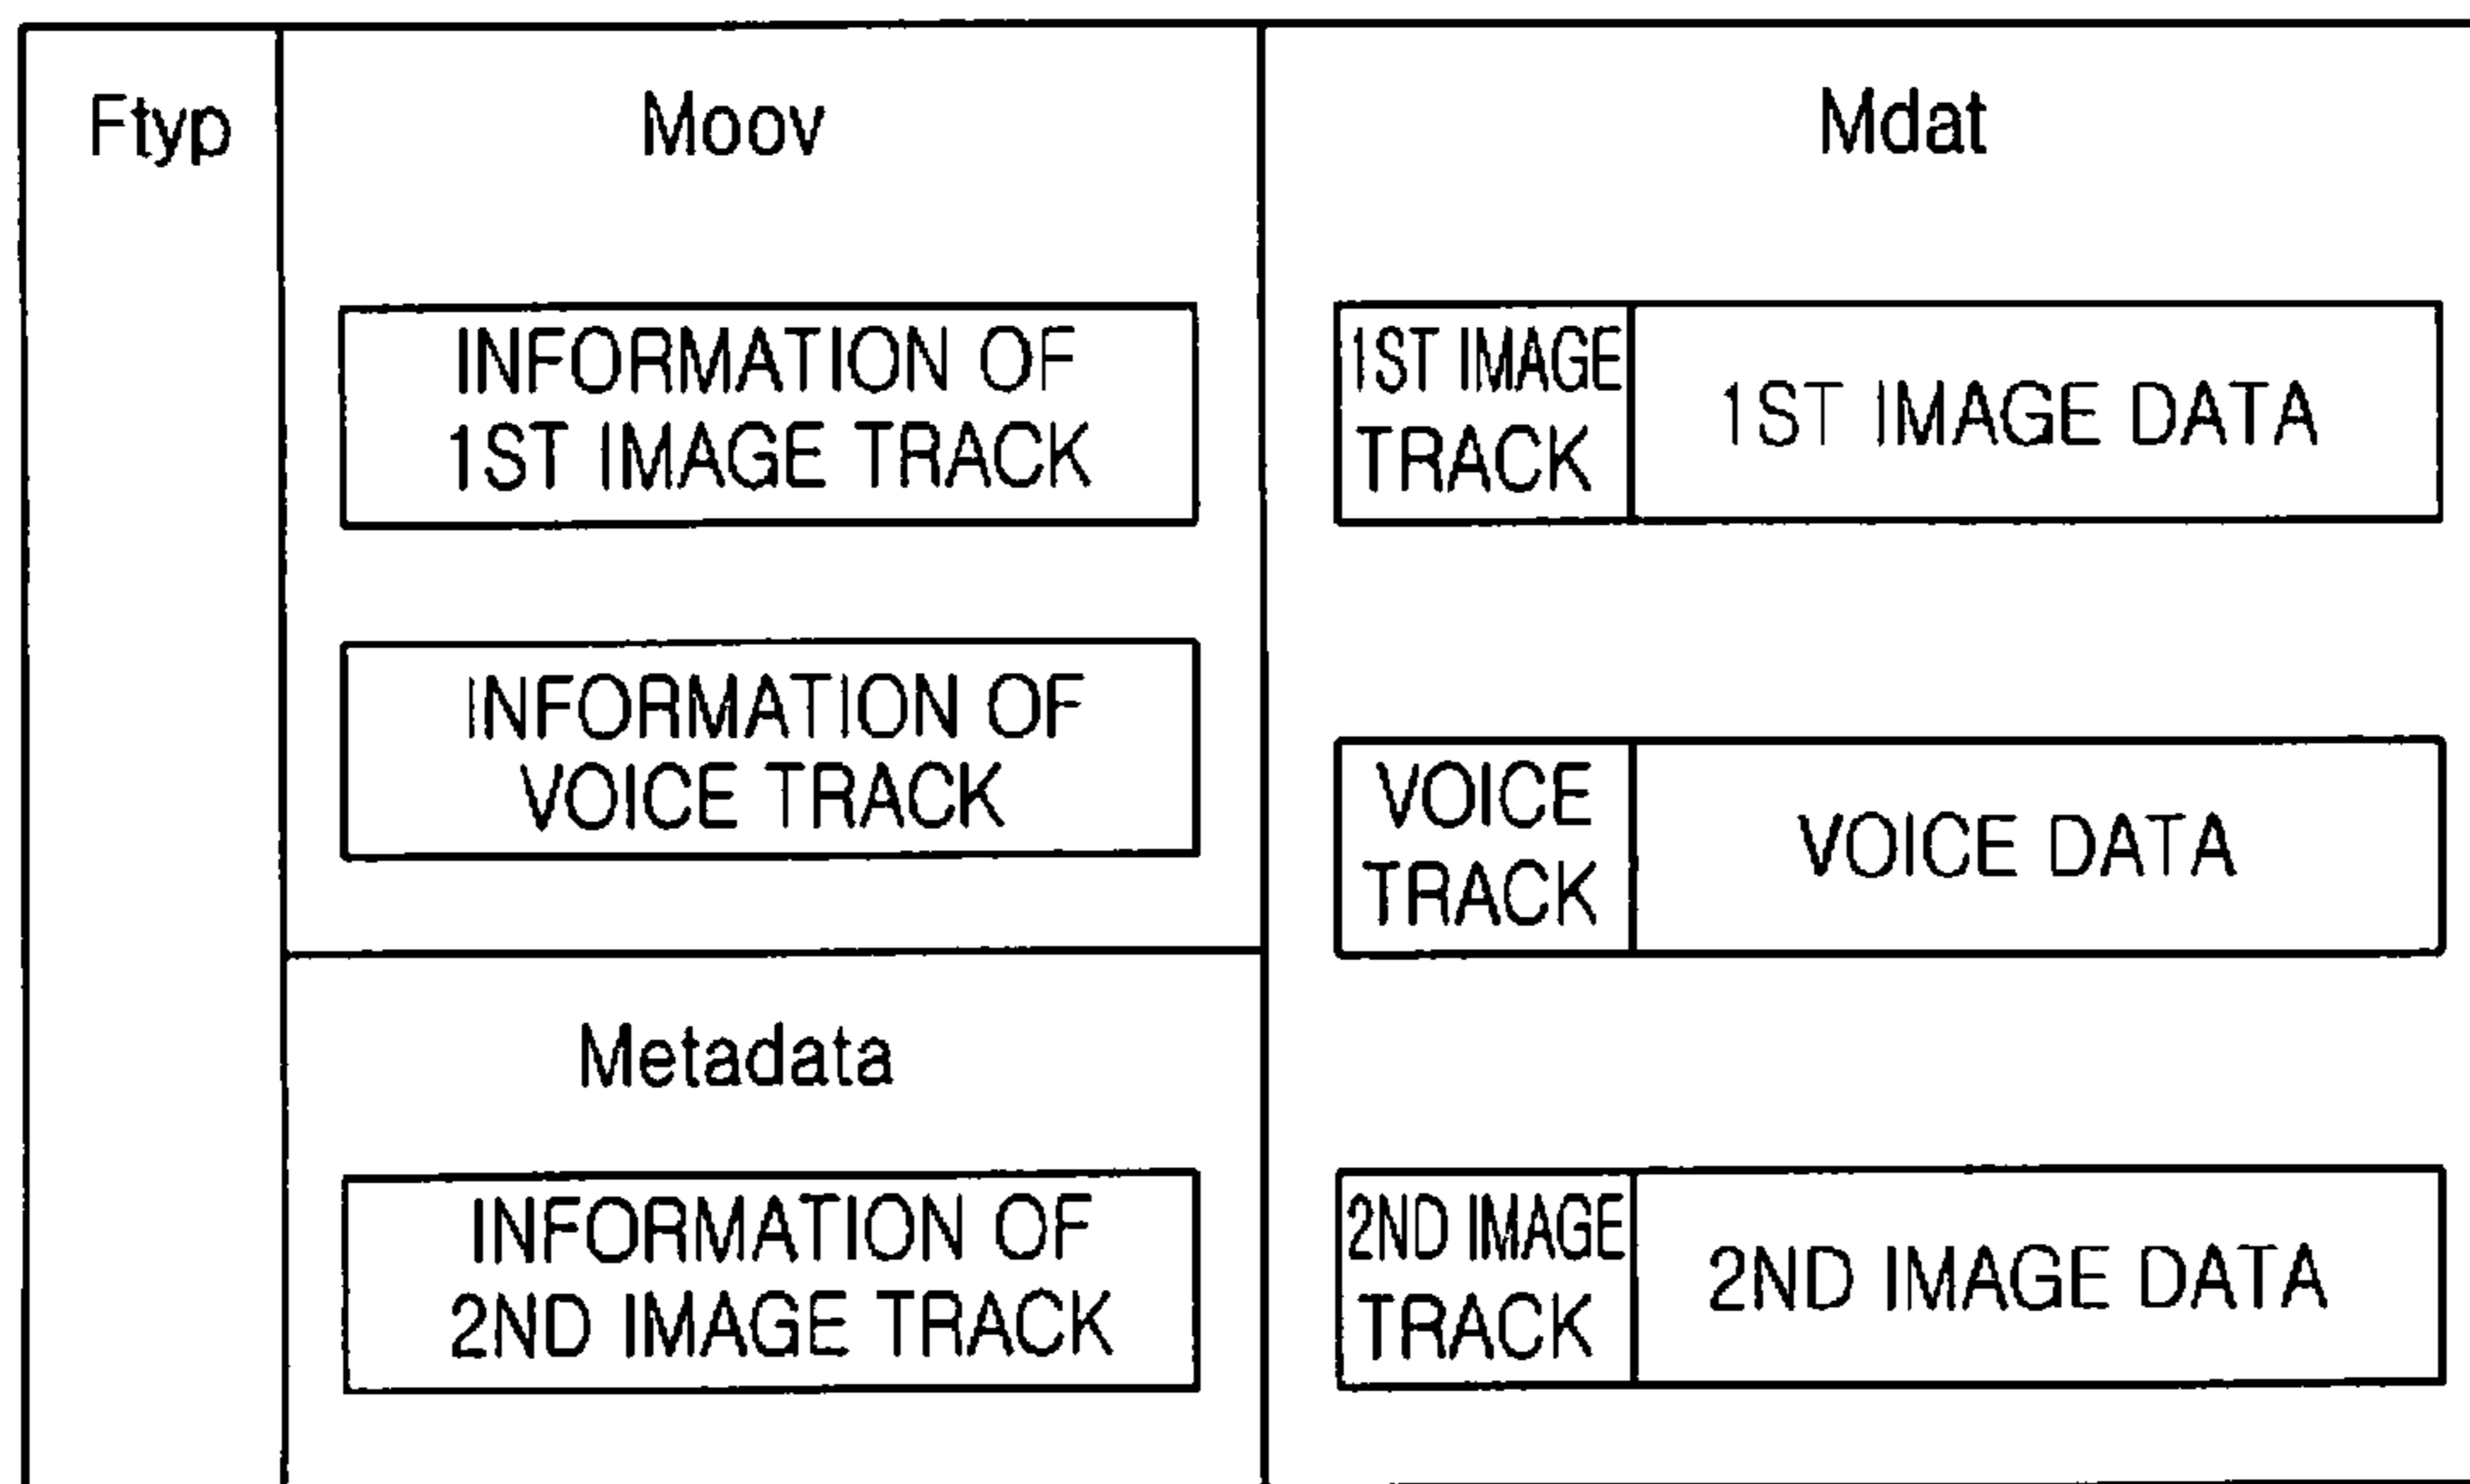 Ftyp
Moov
INFORMATION OF
1ST IMAGE TRACK
INFORMATION OF
VOICE TRACK
Metadata
INFORMATION OF
2ND IMAGE TRACK
Mdat
1ST IMAGE
TRACK
1ST IMAGE DATA
VOICE
TRACK
VOICE DATA
2ND IMAGE
TRACK
2ND IMAGE DATA